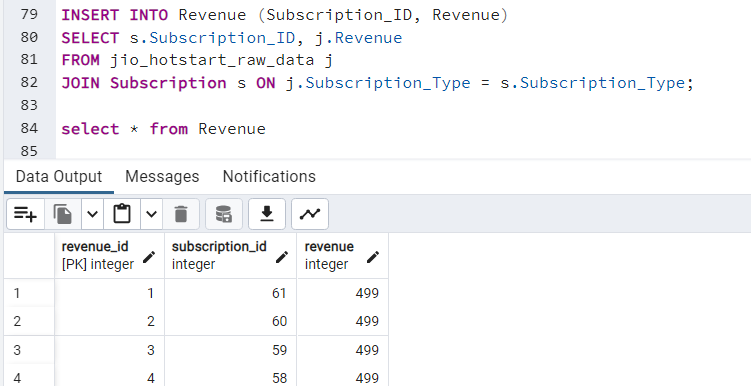 79 INSERT INTO Revenue (Subscription_ID, Revenue)
80 SELECT s.Subscription_ID, j.Revenue
81 FROM jio_hotstart_raw_data j
82 JOIN Subscription s ON j.Subscription_Type = s.Subscription_Type;
83
84 select * from Revenue
85
Data Output Messages Notifications
revenue_id subscription_id revenue
[PK] integer integer integer
1 1 61 499
2 2 60 499
3 3 59 499
4 4 58 499